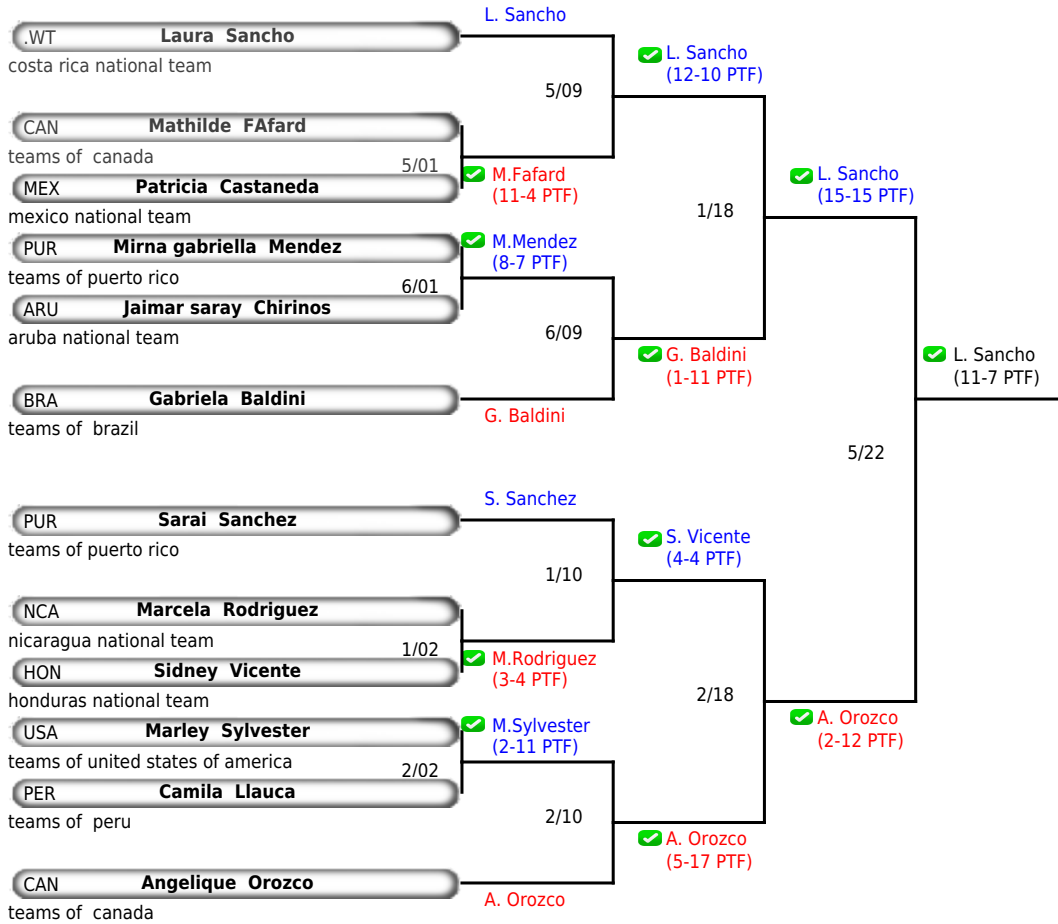 L. Sancho
.WT Laura Sancho
costa rica national team
5/09
L. Sancho
(12-10 PTF)
CAN Mathilde FAfard
teams of canada
5/01
M.Fafard
(11-4 PTF)
MEX Patricia Castaneda
mexico national team
1/18
L. Sancho
(15-15 PTF)
PUR Mirna gabriella Mendez
teams of puerto rico
6/01
M.Mendez
(8-7 PTF)
ARU Jaimar saray Chirinos
aruba national team
6/09
G. Baldini
(1-11 PTF)
BRA Gabriela Baldini
teams of brazil
G. Baldini
5/22
L. Sancho
(11-7 PTF)
S. Sanchez
PUR Sarai Sanchez
teams of puerto rico
1/10
S. Vicente
(4-4 PTF)
NCA Marcela Rodriguez
nicaragua national team
1/02
M.Rodriguez
(3-4 PTF)
HON Sidney Vicente
honduras national team
2/18
A. Orozco
(2-12 PTF)
USA Marley Sylvester
teams of united states of america
2/02
M.Sylvester
(2-11 PTF)
PER Camila Llauca
teams of peru
2/10
A. Orozco
(5-17 PTF)
CAN Angelique Orozco
teams of canada
A. Orozco